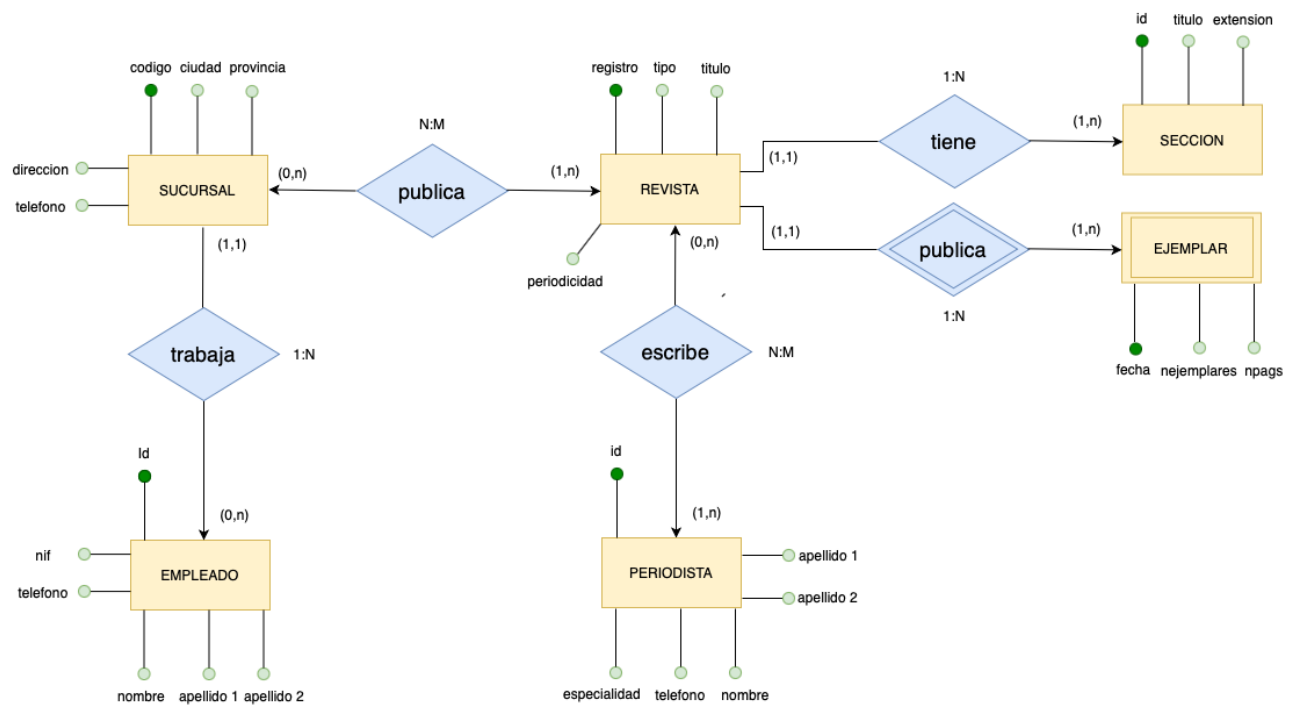 id titulo extension
codigo ciudad provincia
registro tipo titulo
1:N
N:M
tiene
(1,n)
SECCION
(1,1)
direccion
telefono
SUCURSAL
(0,n)
publica
(1,n)
REVISTA
(1,1)
(1,1)
(0,n)
publica
(1,n)
EJEMPLAR
periodicidad
1:N
trabaja
1:N
escribe
N:M
fecha nejemplares npags
Id
id
(0,n)
(1,n)
nif
telefono
EMPLEADO
PERIODISTA
apellido 1
apellido 2
nombre apellido 1 apellido 2
especialidad telefono nombre